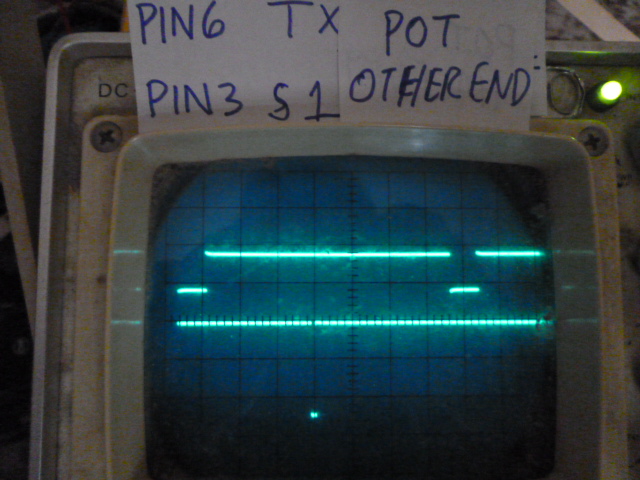 PIN6 TX POT
PIN3 S1 OTHER END
DC